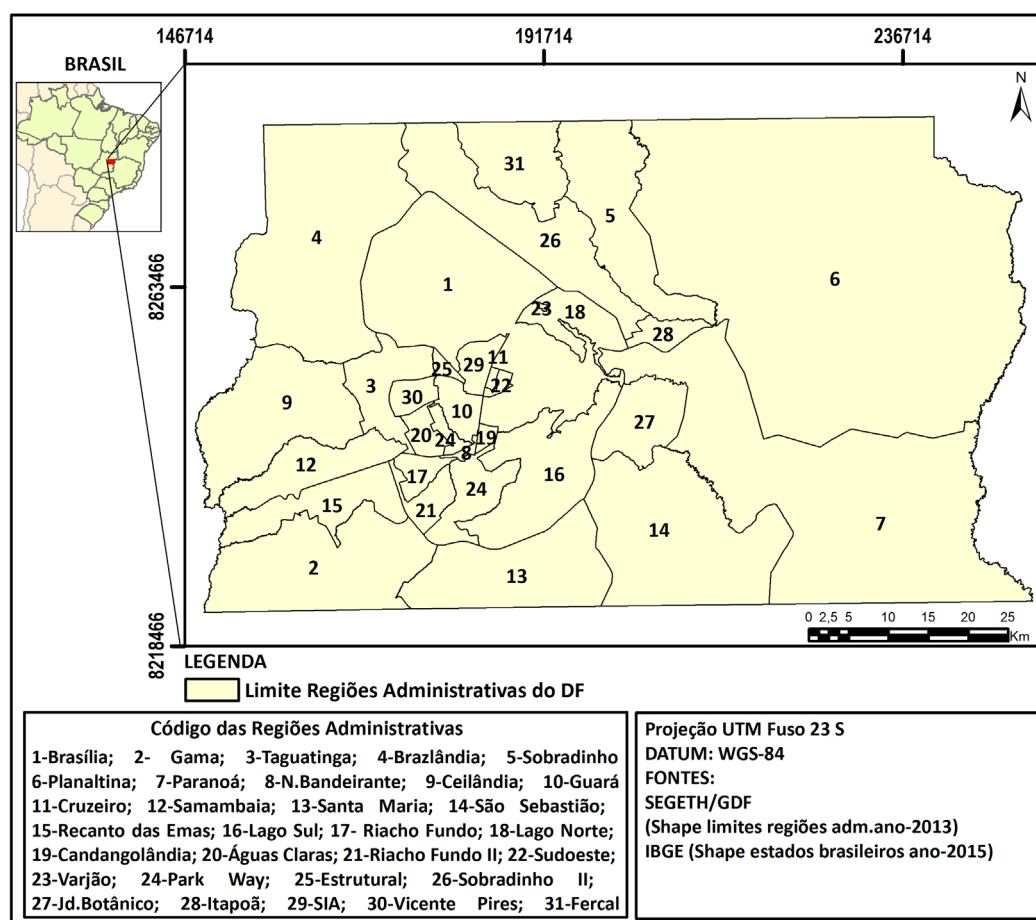 146714
191714
236714
BRASIL
N
31
5
4
26
6
1
23
18
28
11
29
25
22
3
30
9
10
27
20
24
19
8
12
17
16
24
15
21
14
7
2
13
8263466
8218466
0 2,5 5 10 15 20 25
Km
LEGENDA
Limite Regiões Administrativas do DF
Código das Regiões Administrativas
1-Brasília; 2- Gama; 3-Taguatinga; 4-Brazlândia; 5-Sobradinho
6-Planaltina; 7-Paranoá; 8-N.Bandeirante; 9-Ceilândia; 10-Guará
11-Cruzeiro; 12-Samambaia; 13-Santa Maria; 14-São Sebastião;
15-Recanto das Emas; 16-Lago Sul; 17- Riacho Fundo; 18-Lago Norte;
19-Candangolândia; 20-Águas Claras; 21-Riacho Fundo II; 22-Sudoeste;
23-Varjão; 24-Park Way; 25-Estrutural; 26-Sobradinho II;
27-Jd.Botânico; 28-Itapoã; 29-SIA; 30-Vicente Pires; 31-Fercal
Projeção UTM Fuso 23 S
DATUM: WGS-84
FONTES:
SEGETH/GDF
(Shape limites regiões adm.ano-2013)
IBGE (Shape estados brasileiros ano-2015)